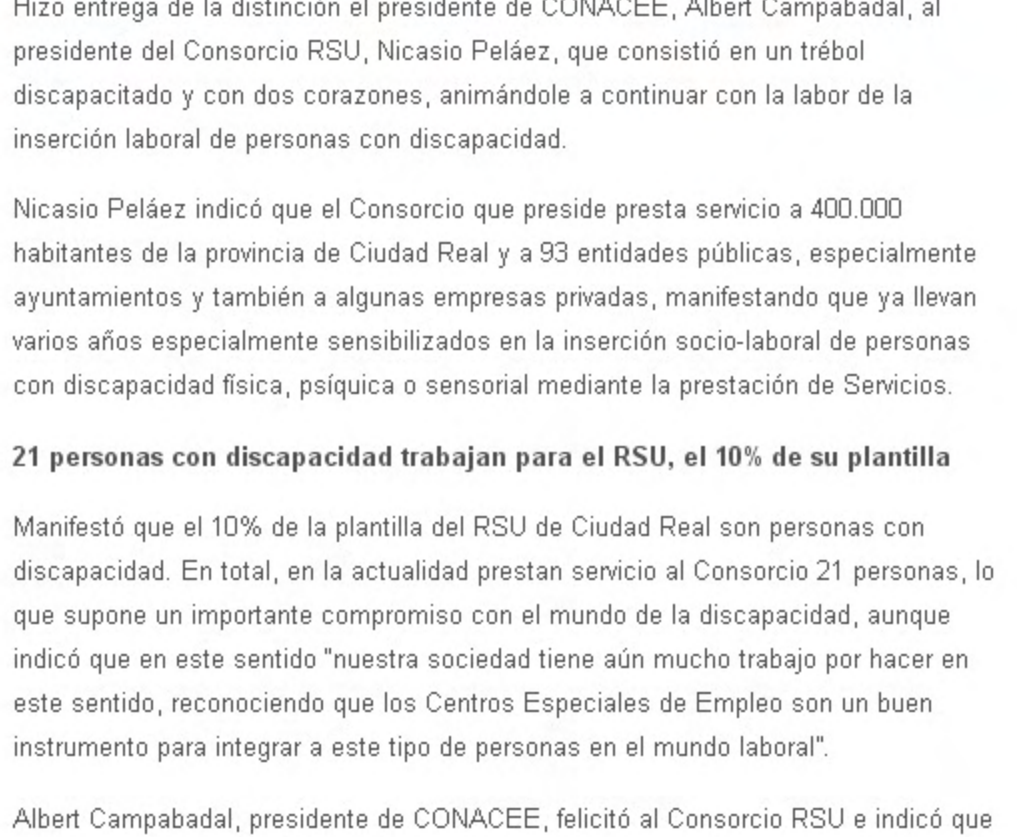 Hizo entrega de la distinción el presidente de CONACEE, Albert Campabadal, al
presidente del Consorcio RSU, Nicasio Peláez, que consistió en un trébol
discapacitado y con dos corazones, animándole a continuar con la labor de la
inserción laboral de personas con discapacidad.
Nicasio Peláez indicó que el Consorcio que preside presta servicio a 400.000
habitantes de la provincia de Ciudad Real y a 93 entidades públicas, especialmente
ayuntamientos y también a algunas empresas privadas, manifestando que ya llevan
varios años especialmente sensibilizados en la inserción socio-laboral de personas
con discapacidad física, psíquica o sensorial mediante la prestación de Servicios.
21 personas con discapacidad trabajan para el RSU, el 10% de su plantilla
Manifestó que el 10% de la plantilla del RSU de Ciudad Real son personas con
discapacidad. En total, en la actualidad prestan servicio al Consorcio 21 personas, lo
que supone un importante compromiso con el mundo de la discapacidad, aunque
indicó que en este sentido "nuestra sociedad tiene aún mucho trabajo por hacer en
este sentido, reconociendo que los Centros Especiales de Empleo son un buen
instrumento para integrar a este tipo de personas en el mundo laboral".
Albert Campabadal, presidente de CONACEE, felicitó al Consorcio RSU e indicó que